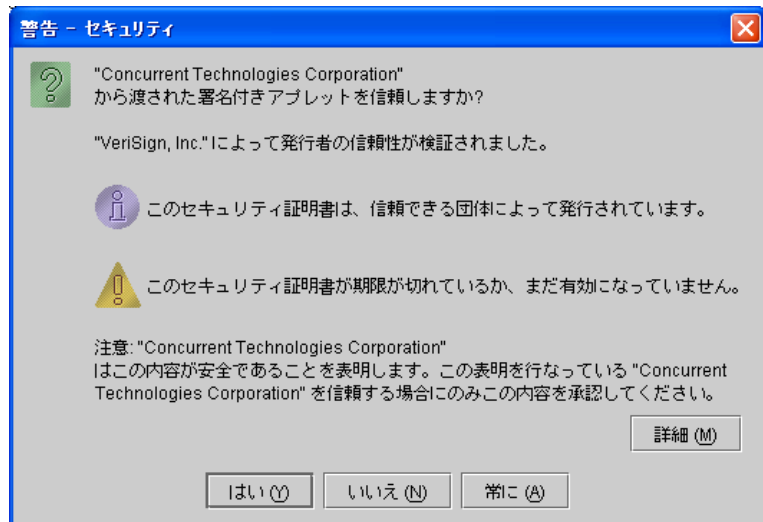 警告 - セキュリティ
"Concurrent Technologies Corporation"
から渡された署名付きアプレットを信頼しますか?
"VeriSign, Inc."によって発行者の信頼性が検証されました。
このセキュリティ証明書は、信頼できる団体によって発行されています。
このセキュリティ証明書が期限が切れているか、まだ有効になっていません。
注意: "Concurrent Technologies Corporation"
はこの内容が安全であることを表明します。この表明を行なっている "Concurrent
Technologies Corporation" を信頼する場合にのみこの内容を承認してください。
詳細 (M)
はい (Y) いいえ (N) 常に (A)